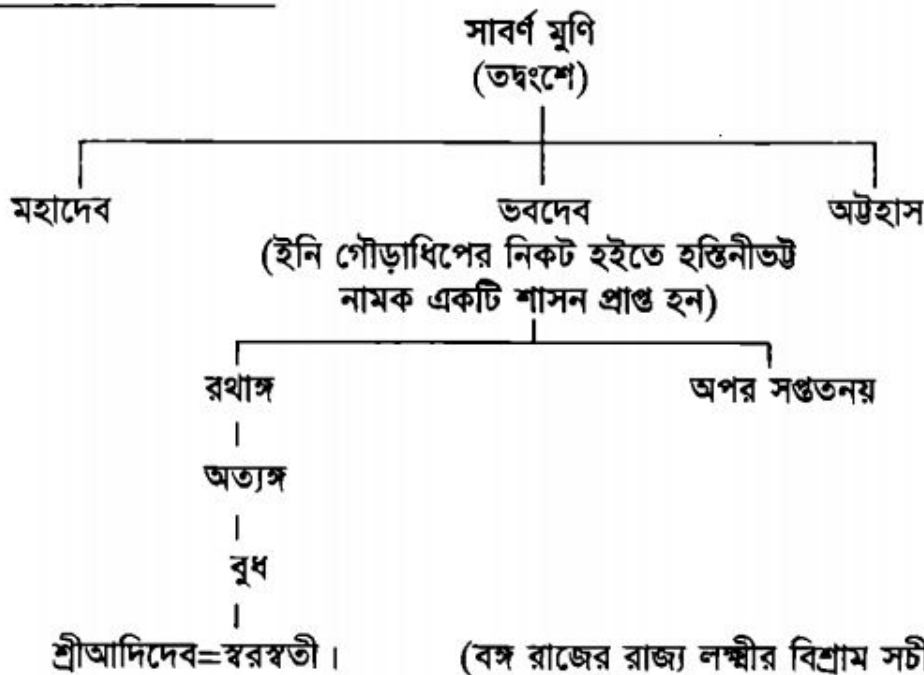 সাবর্ণ মুণি
(তদ্বংশে)
মহাদেব ভবদেব অট্টহাস
(ইনি গৌড়াধিপের নিকট হইতে হস্তিনীভট্ট
নামক একটি শাসন প্রাপ্ত হন)
রথাঙ্গ অপর সপ্ততনয়
অত্যঙ্গ
বুধ
শ্রীআদিদেব=স্বরস্বতী। (বঙ্গ রাজের রাজ্য লক্ষ্মীর বিশ্রাম সচী